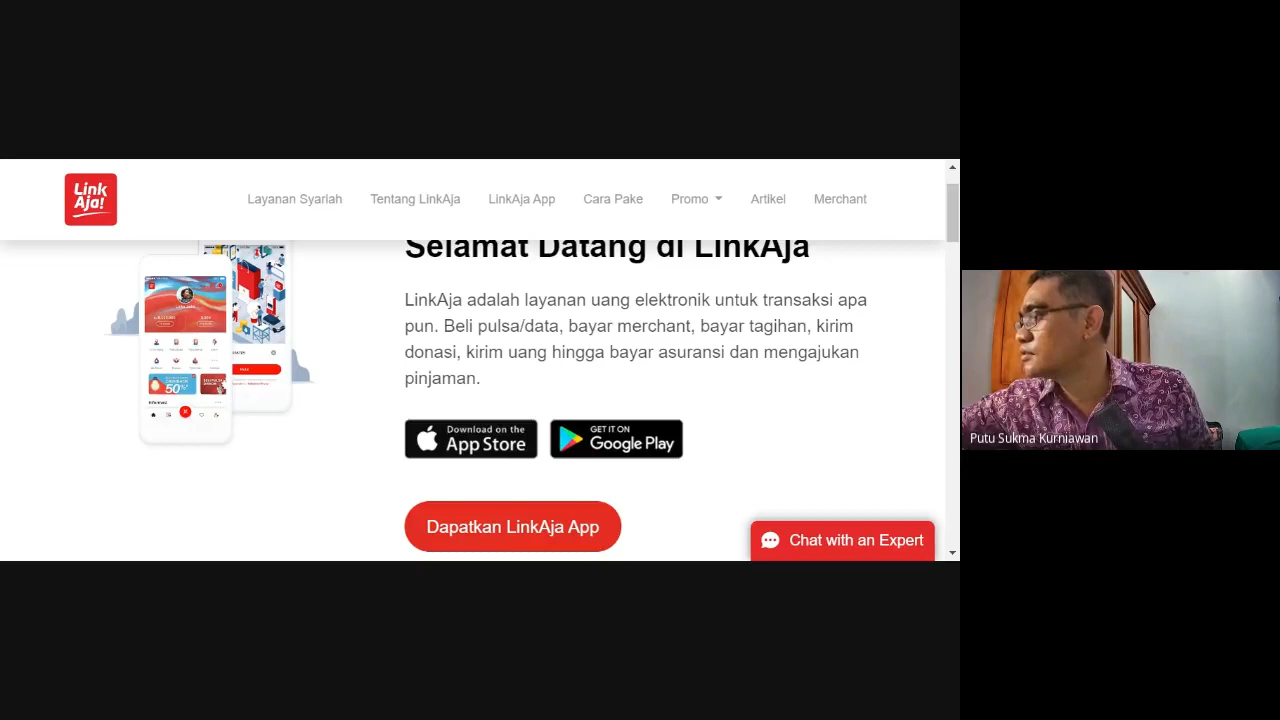 Link
Aja!
Layanan Syariah
Tentang LinkAja
LinkAja App
Cara Pake
Promo
Artikel
Merchant
Selamat Datang di LinkAja
LinkAja adalah layanan uang elektronik untuk transaksi apa
pun. Beli pulsa/data, bayar merchant, bayar tagihan, kirim
donasi, kirim uang hingga bayar asuransi dan mengajukan
pinjaman.
50%
Download on the
App Store
GET IT ON
Google Play
Dapatkan LinkAja App
Chat with an Expert
Putu Sukma Kurniawan